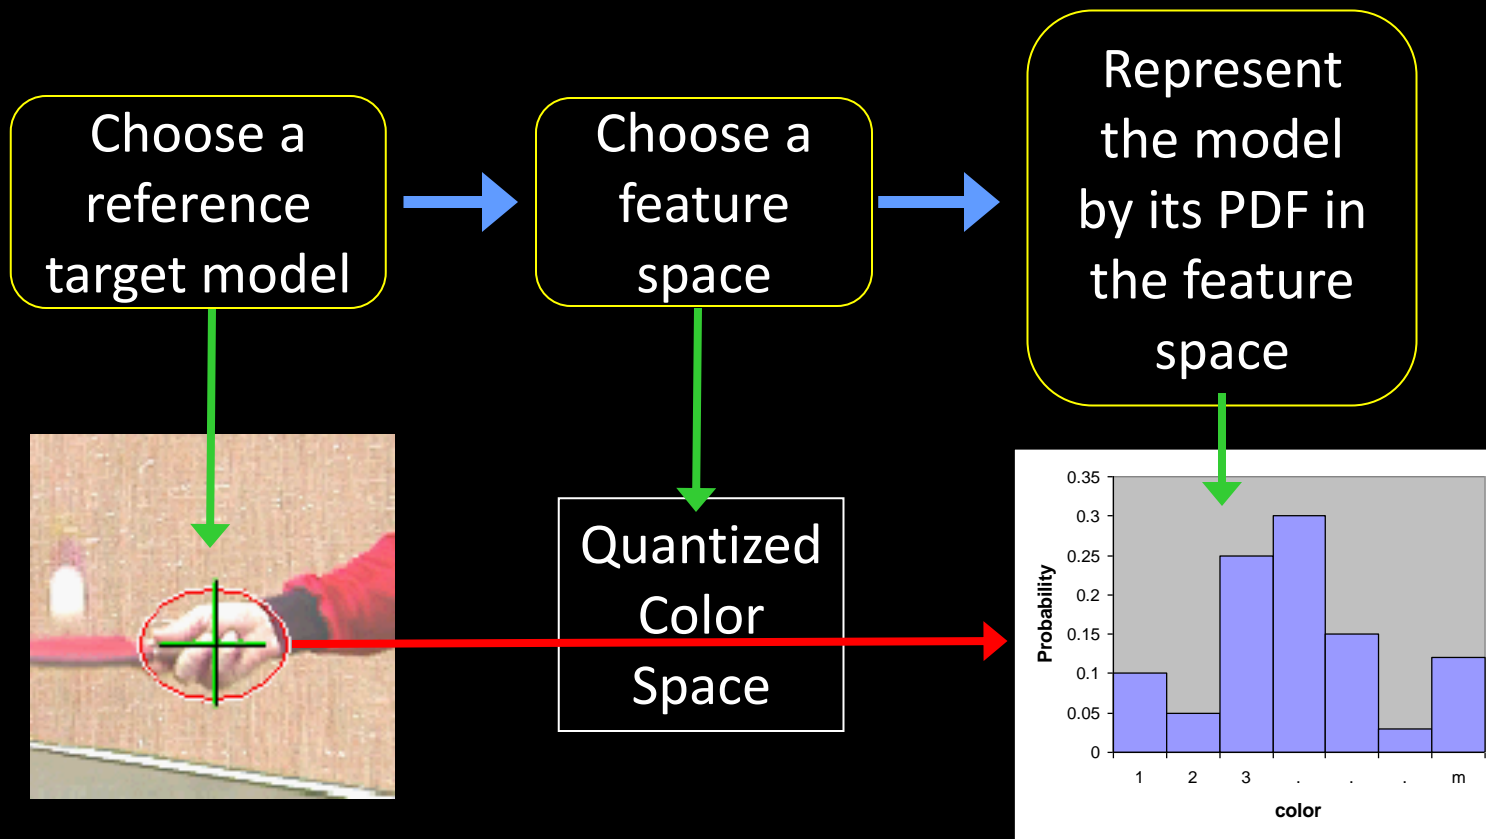 Choose a
reference
target model
Choose a
feature
space
Represent
the model
by its PDF in
the feature
space
Quantized
Color
Space
0.35
0.3
0.25
0.2
0.15
0.1
0.05
0
Probability
1 2 3 . . . m
color